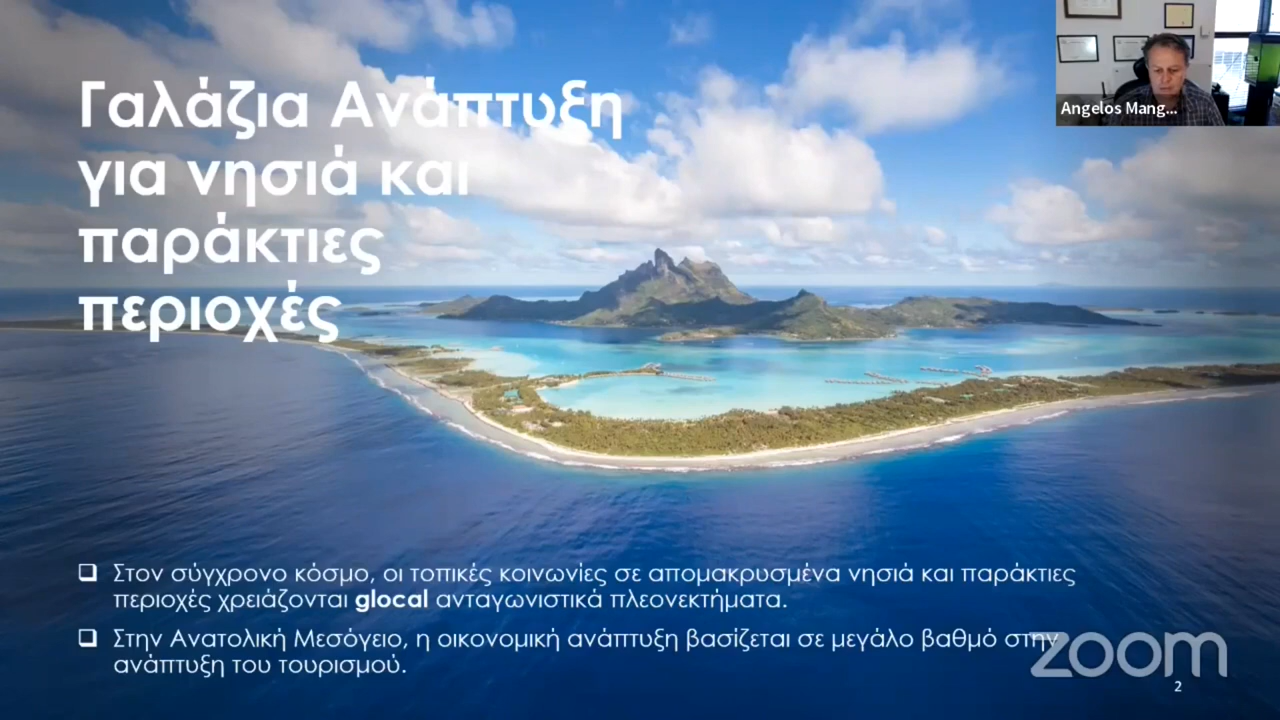 Γαλάζια Ανάπτυξη
για νησιά και
παράκτιες
περιοχές
Angelos Mang...
Στον σύγχρονο κόσμο, οι τοπικές κοινωνίες σε απομακρυσμένα νησιά και παράκτιες
περιοχές χρειάζονται glocal ανταγωνιστικά πλεονεκτήματα.
Στην Ανατολική Μεσόγειο, η οικονομική ανάπτυξη βασίζεται σε μεγάλο βαθμό στην
ανάπτυξη του τουρισμού.
zoom
2